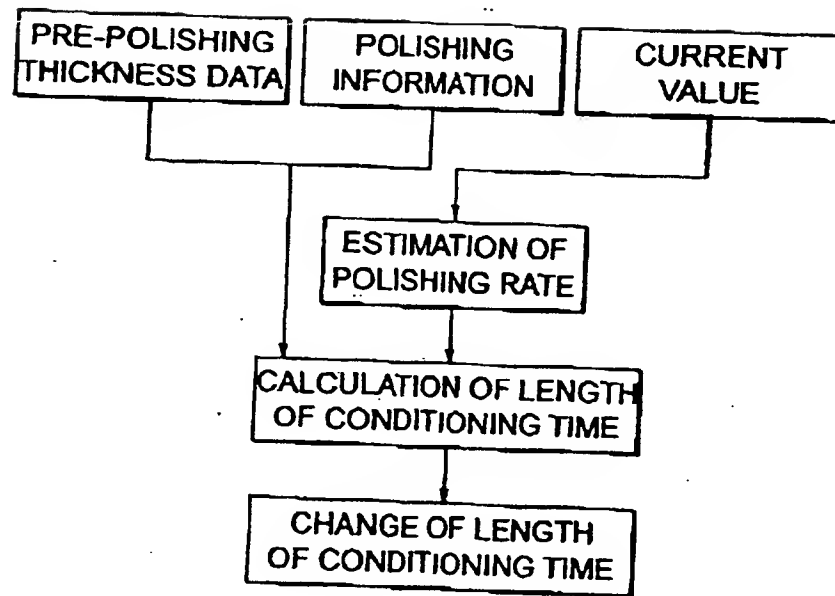 PRE-POLISHING
THICKNESS DATA
POLISHING
INFORMATION
CURRENT
VALUE
ESTIMATION OF
POLISHING RATE
CALCULATION OF LENGTH
OF CONDITIONING TIME
CHANGE OF LENGTH
OF CONDITIONING TIME